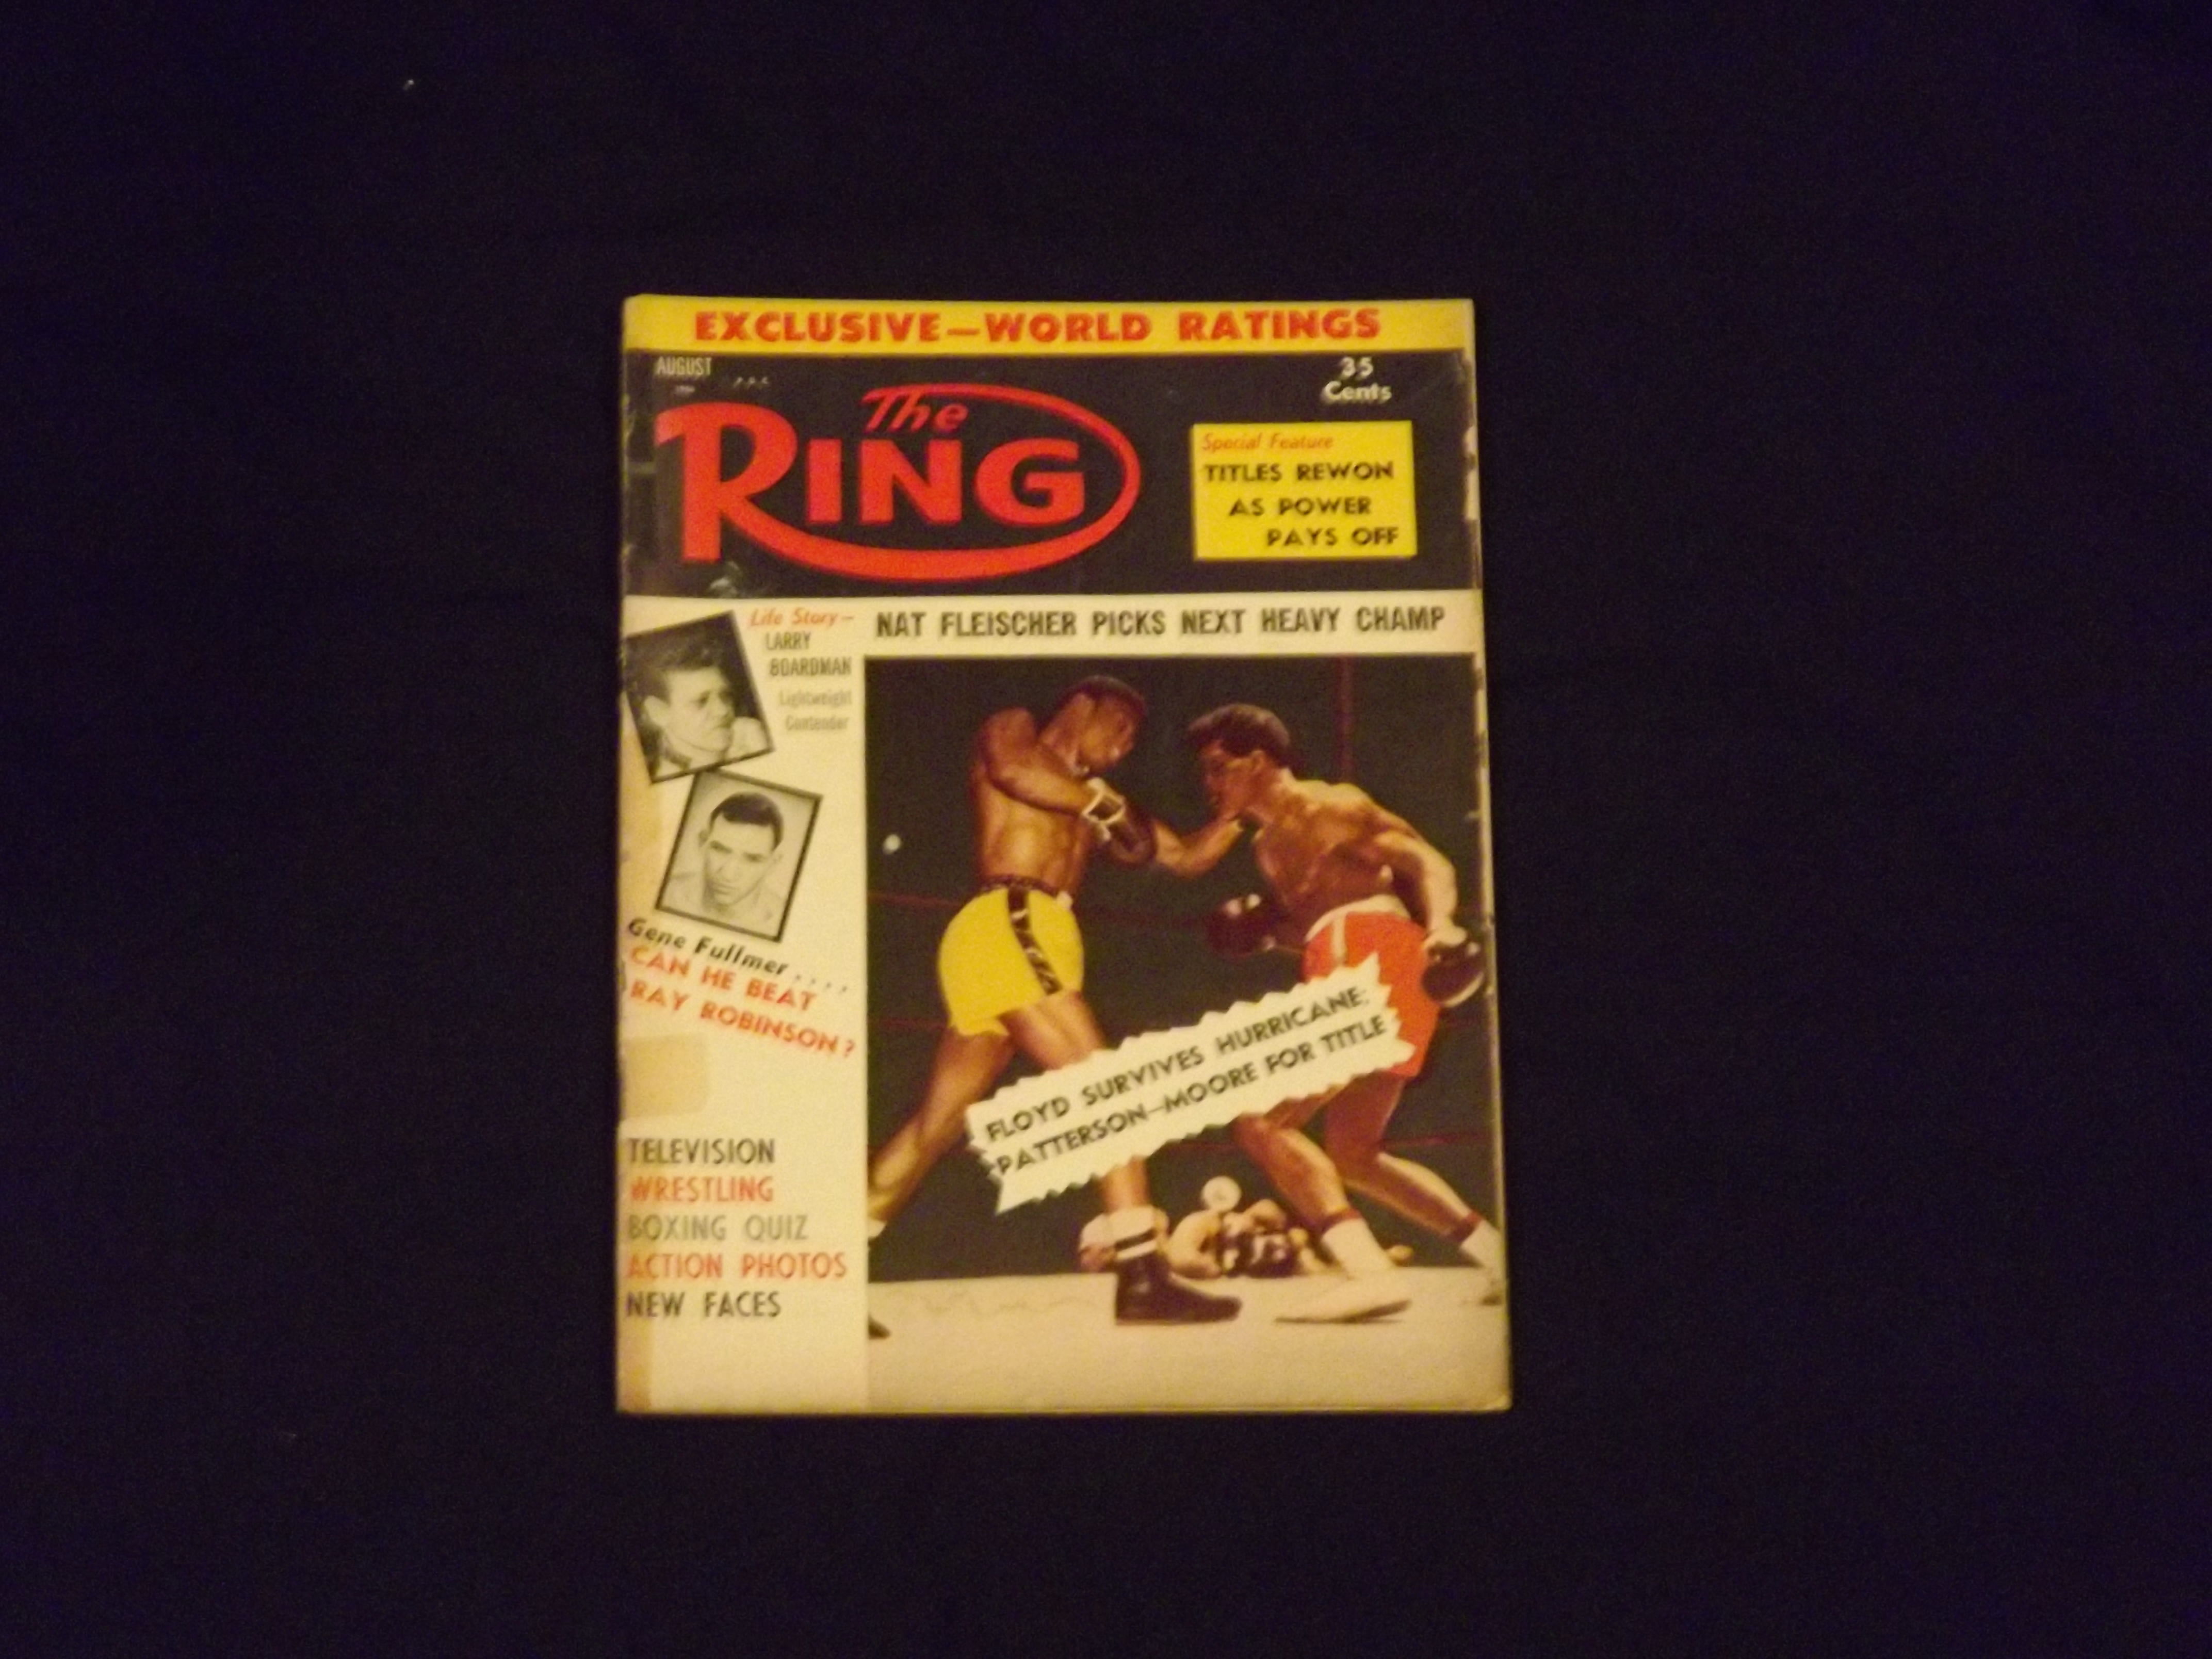 EXCLUSIVE—WORLD RATINGS
AUGUST
35
Cents
The
RING
Special Feature
TITLES REWON
AS POWER
PAYS OFF
Life Story—
LARRY
BOARDMAN
Lightweight
Contender
NAT FLEISCHER PICKS NEXT HEAVY CHAMP
Gene Fullmer....
CAN HE BEAT
RAY ROBINSON?
FLOYD SURVIVES HURRICANE;
PATTERSON—MOORE FOR TITLE
TELEVISION
WRESTLING
BOXING QUIZ
ACTION PHOTOS
NEW FACES